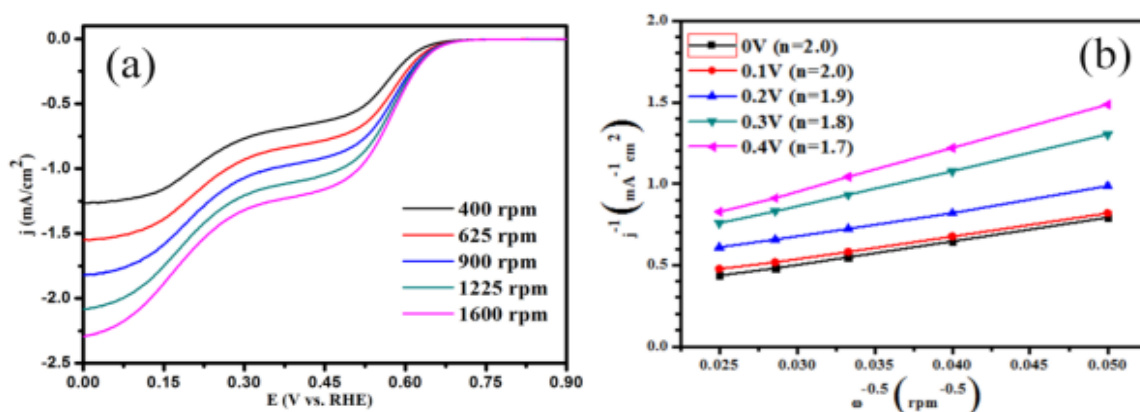 (a)
0.0
-0.5
-1.0
-1.5
-2.0
-2.5
j (mA/cm²)
400 rpm
625 rpm
900 rpm
1225 rpm
1600 rpm
0.00 0.15 0.30 0.45 0.60 0.75 0.90
E (V vs. RHE)
(b)
2.0
1.5
1.0
0.5
0.0
j⁻¹ (mA⁻¹ cm²)
0V (n=2.0)
0.1V (n=2.0)
0.2V (n=1.9)
0.3V (n=1.8)
0.4V (n=1.7)
0.025 0.030 0.035 0.040 0.045 0.050
ω⁻⁰·⁵ (rpm⁻⁰·⁵)